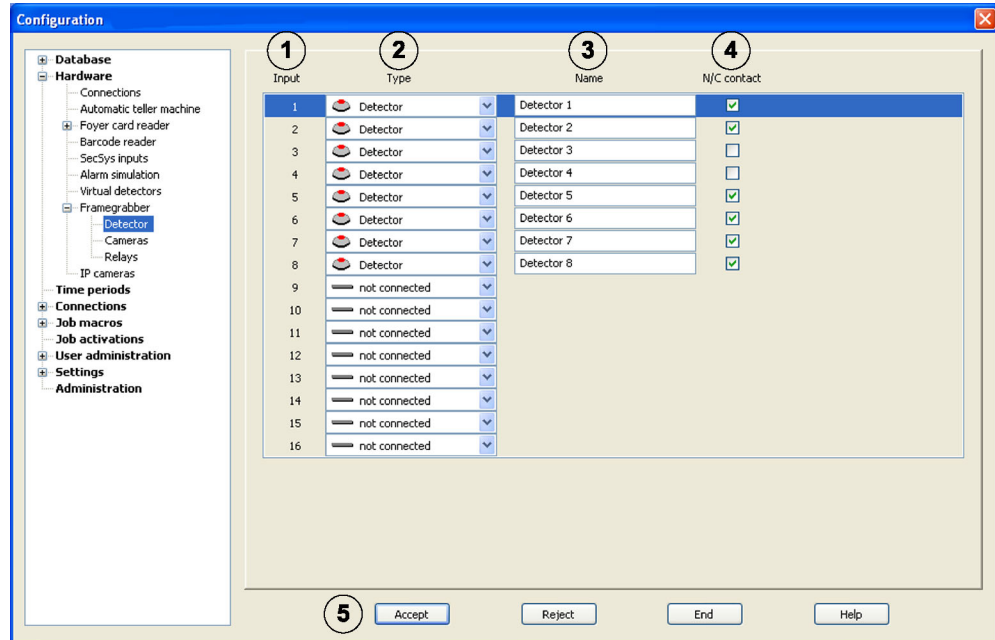 Configuration
Database
Hardware
Connections
Automatic teller machine
Foyer card reader
Barcode reader
SecSys inputs
Alarm simulation
Virtual detectors
Framegrabber
Detector
Cameras
Relays
IP cameras
Time periods
Connections
Job macros
Job activations
User administration
Settings
Administration
1 2 3 4
Input Type Name N/C contact
1 Detector Detector 1
2 Detector Detector 2
3 Detector Detector 3
4 Detector Detector 4
5 Detector Detector 5
6 Detector Detector 6
7 Detector Detector 7
8 Detector Detector 8
9 not connected
10 not connected
11 not connected
12 not connected
13 not connected
14 not connected
15 not connected
16 not connected
5 Accept Reject End Help